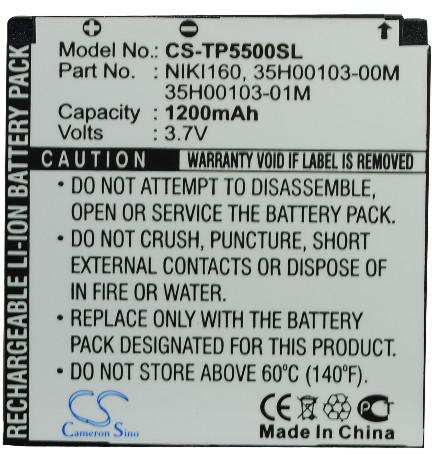 Model No.: CS-TP5500SL
Part No.: NIKI160, 35H00103-00M
35H00103-01M
Capacity : 1200mAh
Volts : 3.7V
CAUTION WARRANTY VOID IF LABEL IS REMOVED
• DO NOT ATTEMPT TO DISASSEMBLE,
OPEN OR SERVICE THE BATTERY PACK.
• DO NOT CRUSH, PUNCTURE, SHORT
EXTERNAL CONTACTS OR DISPOSE
IN FIRE OR WATER.
• REPLACE ONLY WITH THE BATTERY
PACK DESIGNATED FOR THIS PRODUCT
• DO NOT STORE ABOVE 60°C (140°F).
RECHARGEABLE LI-ION BATTERY PACK
CS
Cameron Sino
CE
Made In China